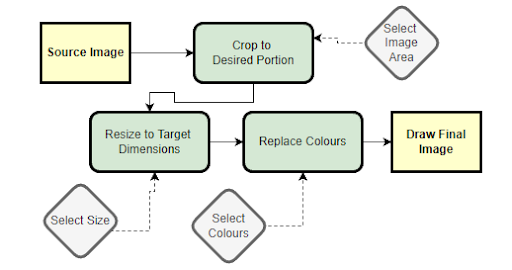 Source Image
Crop to
Desired Portion
Select
Image
Area
Resize to Target
Dimensions
Replace Colours
Draw Final
Image
Select Size
Select
Colours